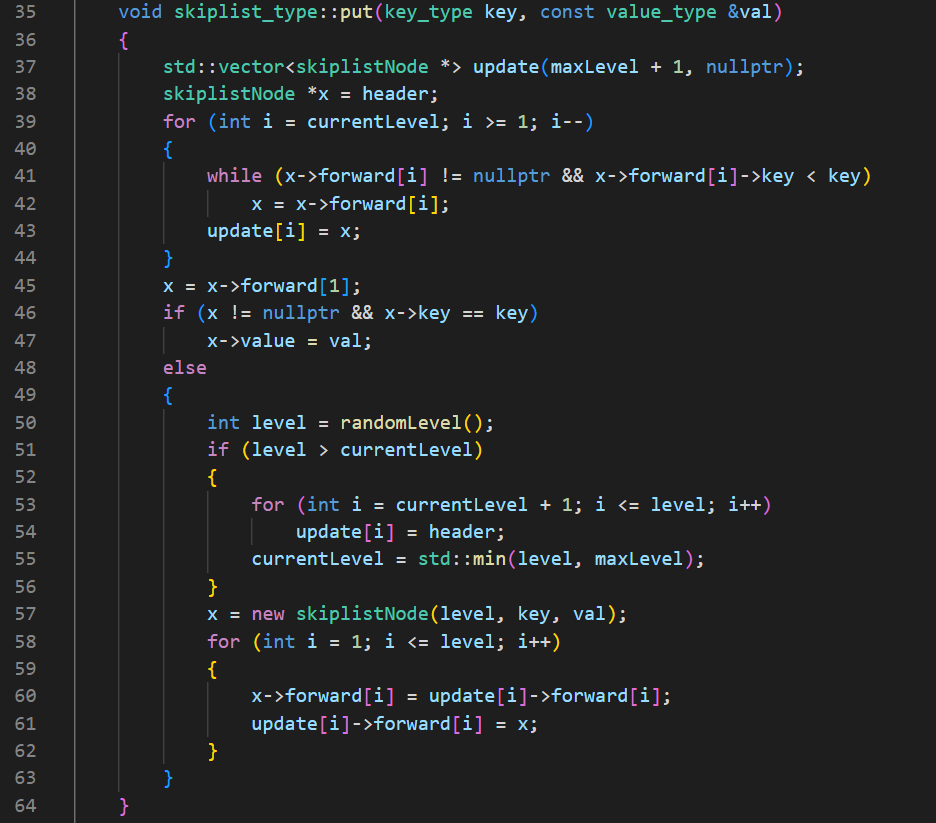 35 void skiplist_type::put(key_type key, const value_type &val)
36 {
37     std::vector<skiplistNode *> update(maxLevel + 1, nullptr);
38     skiplistNode *x = header;
39     for (int i = currentLevel; i >= 1; i--)
40     {
41         while (x->forward[i] != nullptr && x->forward[i]->key < key)
42             x = x->forward[i];
43         update[i] = x;
44     }
45     x = x->forward[1];
46     if (x != nullptr && x->key == key)
47         x->value = val;
48     else
49     {
50         int level = randomLevel();
51         if (level > currentLevel)
52         {
53             for (int i = currentLevel + 1; i <= level; i++)
54                 update[i] = header;
55             currentLevel = std::min(level, maxLevel);
56         }
57         x = new skiplistNode(level, key, val);
58         for (int i = 1; i <= level; i++)
59         {
60             x->forward[i] = update[i]->forward[i];
61             update[i]->forward[i] = x;
62         }
63     }
64 }